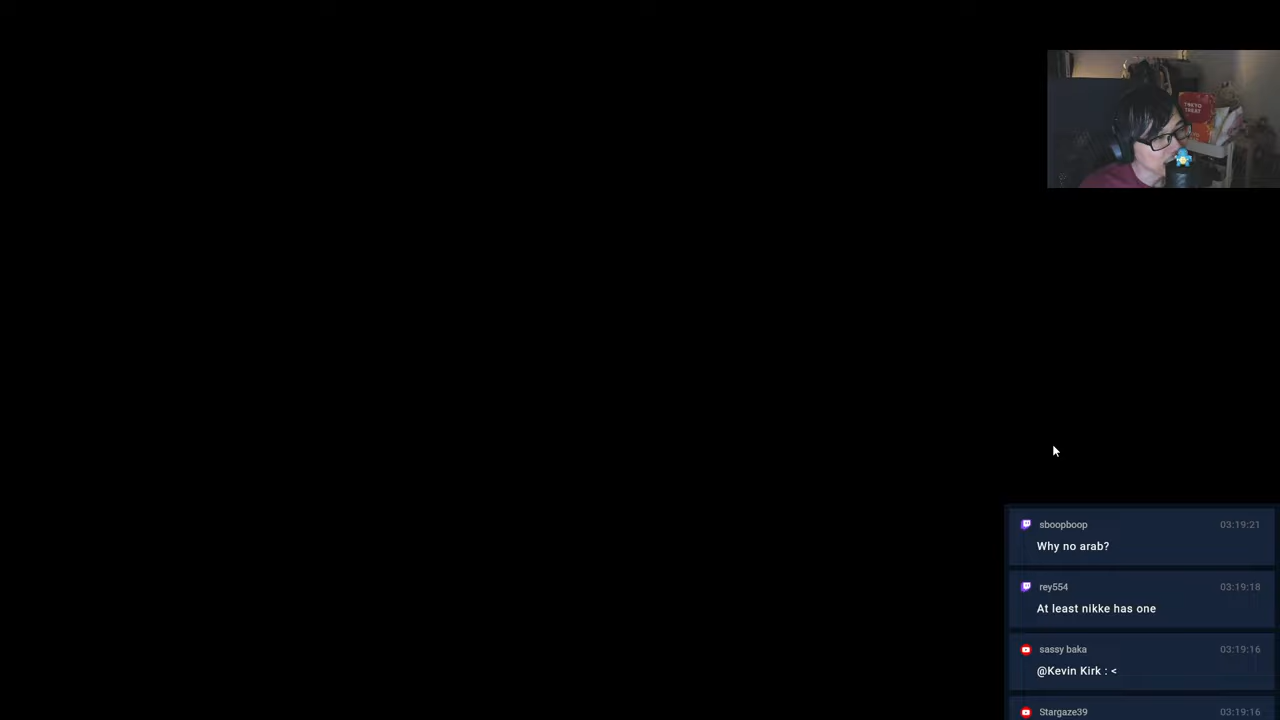 sboopboop
03:19:21
Why no arab?
rey554
03:19:18
At least nikke has one
sassy baka
03:19:16
@Kevin Kirk : <
Stargaze39
03:19:16